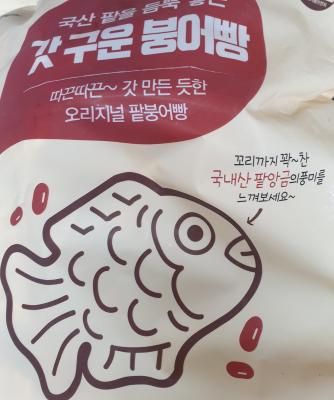 국산 팥을 듬뿍 넣은
갓 구운 붕어빵
따끈따끈~ 갓 만든 듯한
오리지널 팥붕어빵
꼬리까지 꽉~찬
국내산 팥앙금의풍미를
느껴보세요~